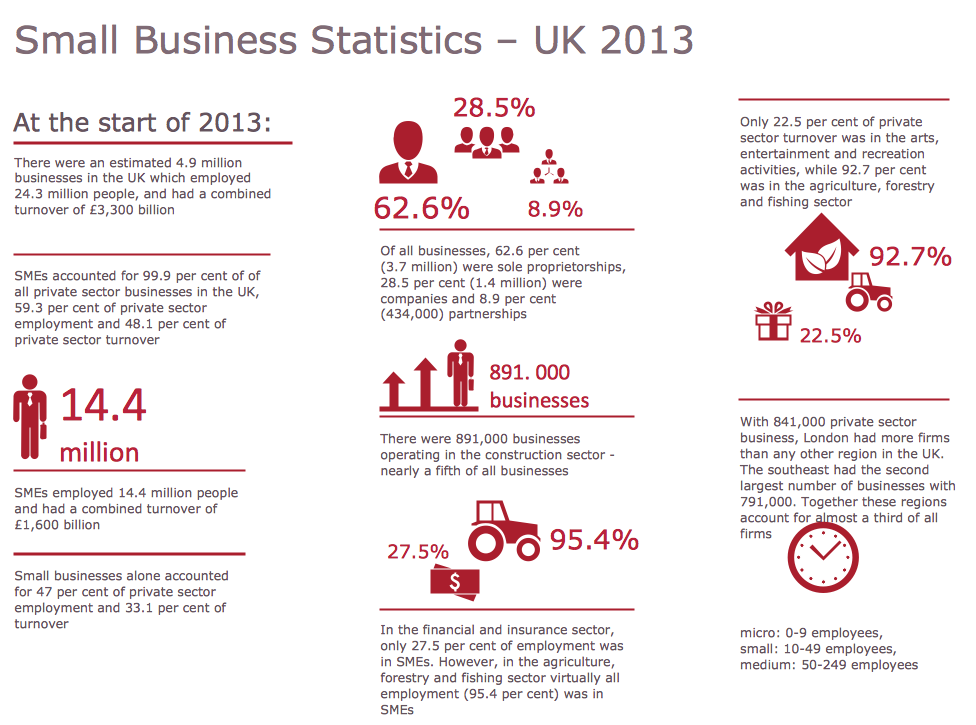 Small Business Statistics – UK 2013
At the start of 2013:
There were an estimated 4.9 million
businesses in the UK which employed
24.3 million people, and had a combined
turnover of £3,300 billion
SMEs accounted for 99.9 per cent of of
all private sector businesses in the UK,
59.3 per cent of private sector
employment and 48.1 per cent of
private sector turnover
14.4
million
SMEs employed 14.4 million people
and had a combined turnover of
£1,600 billion
Small businesses alone accounted
for 47 per cent of private sector
employment and 33.1 per cent of
turnover
28.5%
62.6%
8.9%
Of all businesses, 62.6 per cent
(3.7 million) were sole proprietorships,
28.5 per cent (1.4 million) were
companies and 8.9 per cent
(434,000) partnerships
891. 000
businesses
There were 891,000 businesses
operating in the construction sector -
nearly a fifth of all businesses
27.5%
95.4%
$
In the financial and insurance sector,
only 27.5 per cent of employment was
in SMEs. However, in the agriculture,
forestry and fishing sector virtually all
employment (95.4 per cent) was in
SMEs
Only 22.5 per cent of private
sector turnover was in the arts,
entertainment and recreation
activities, while 92.7 per cent
was in the agriculture, forestry
and fishing sector
92.7%
22.5%
With 841,000 private sector
business, London had more firms
than any other region in the UK.
The southeast had the second
largest number of businesses with
791,000. Together these regions
account for almost a third of all
firms
micro: 0-9 employees,
small: 10-49 employees,
medium: 50-249 employees